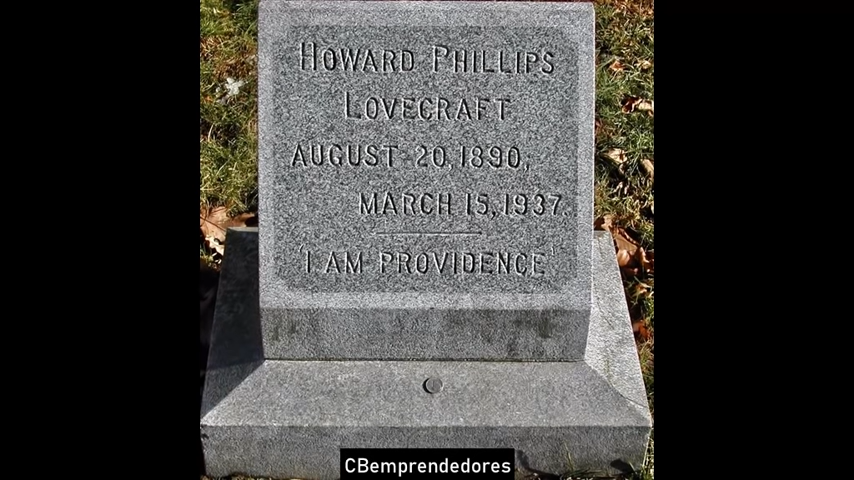 HOWARD PHILLIPS
LOVECRAFT
AUGUST 20, 1890,
MARCH 15, 1937.
"I AM PROVIDENCE"
CBemprendedores